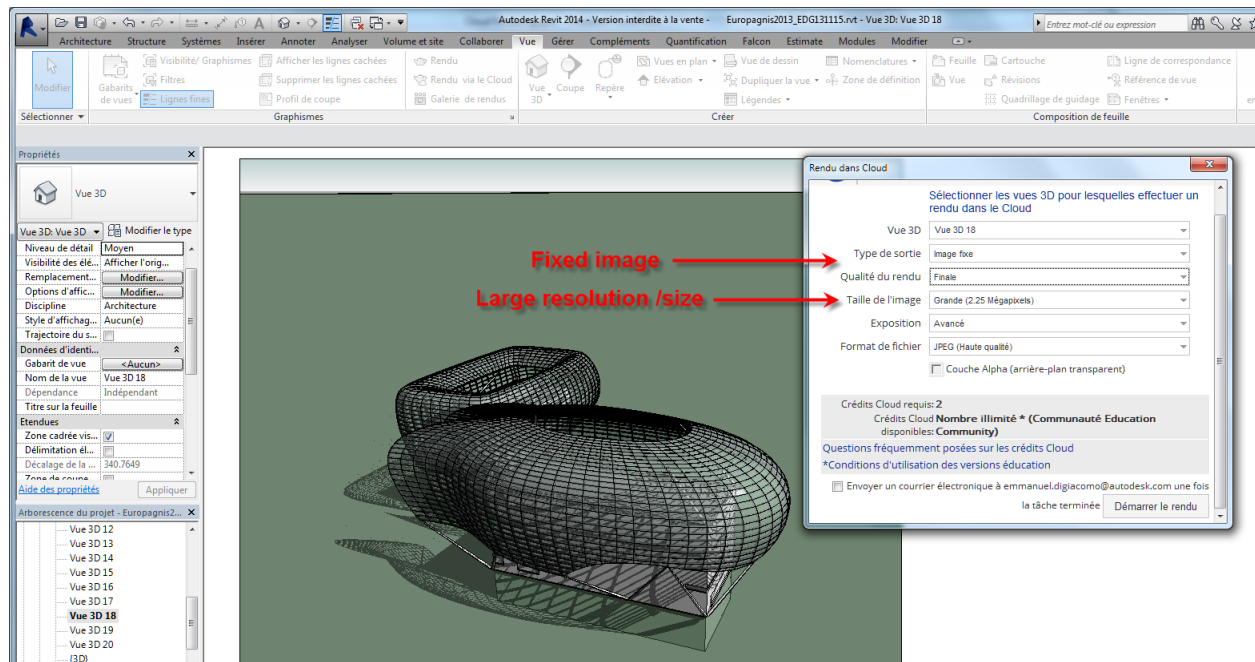 Autodesk Revit 2014 - Version interdite à la vente - Europagnis2013_EDG131115.rvt - Vue 3D: Vue 3D 18
Entrez mot-clé ou expression
Architecture Structure Systèmes Insérer Annoter Analyser Volume et site Collaborer Vue Gérer Compléments Quantification Falcon Estimate Modules Modifier
Modifier
Gabarits de vues
Visibilité/ Graphismes
Filtres
Lignes fines
Afficher les lignes cachées
Supprimer les lignes cachées
Profil de coupe
Rendu
Rendu via le Cloud
Galerie de rendus
Vue 3D
Coupe
Repère
Vues en plan
Elévation
Vue de dessin
Dupliquer la vue
Légendes
Nomenclatures
Zone de définition
Feuille
Vue
Cartouche
Révisions
Quadrillage de guidage
Ligne de correspondance
Référence de vue
Fenêtres
Sélectionner
Graphismes
Créer
Composition de feuille
Propriétés
Vue 3D
Vue 3D: Vue 3D
Modifier le type
Niveau de détail Moyen
Visibilité des élé... Afficher l'orig...
Remplacement... Modifier...
Options d'affic... Modifier...
Discipline Architecture
Style d'affichag... Aucun(e)
Trajectoire du s...
Données d'identi...
Gabarit de vue <Aucun>
Nom de la vue Vue 3D 18
Dépendance Indépendant
Titre sur la feuille
Etendues
Zone cadrée vis...
Délimitation él...
Décalage de la ... 340.7649
Zone de coupe
Aide des propriétés
Appliquer
Arborescence du projet - Europagnis2...
Vue 3D 12
Vue 3D 13
Vue 3D 14
Vue 3D 15
Vue 3D 16
Vue 3D 17
Vue 3D 18
Vue 3D 19
Vue 3D 20
{3D}
Fixed image
Large resolution /size
Rendu dans Cloud
Sélectionner les vues 3D pour lesquelles effectuer un
rendu dans le Cloud
Vue 3D Vue 3D 18
Type de sortie Image fixe
Qualité du rendu Finale
Taille de l'image Grande (2.25 Mégapixels)
Exposition Avancé
Format de fichier JPEG (Haute qualité)
Couche Alpha (arrière-plan transparent)
Crédits Cloud requis: 2
Crédits Cloud Nombre illimité * (Communauté Education
disponibles: Community)
Questions fréquemment posées sur les crédits Cloud
*Conditions d'utilisation des versions éducation
Envoyer un courrier électronique à emmanuel.digiacomo@autodesk.com une fois
la tâche terminée
Démarrer le rendu